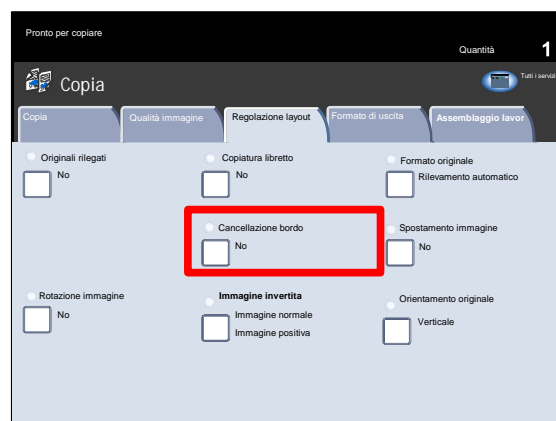 Pronto per copiare
Quantità 1
Copia
Tutti i servizi
Copia
Qualità immagine
Regolazione layout
Formato di uscita
Assemblaggio lavor
Originali rilegati
No
Copiatura libretto
No
Formato originale
Rilevamento automatico
Cancellazione bordo
No
Spostamento immagine
No
Rotazione immagine
No
Immagine invertita
Immagine normale
Immagine positiva
Orientamento originale
Verticale